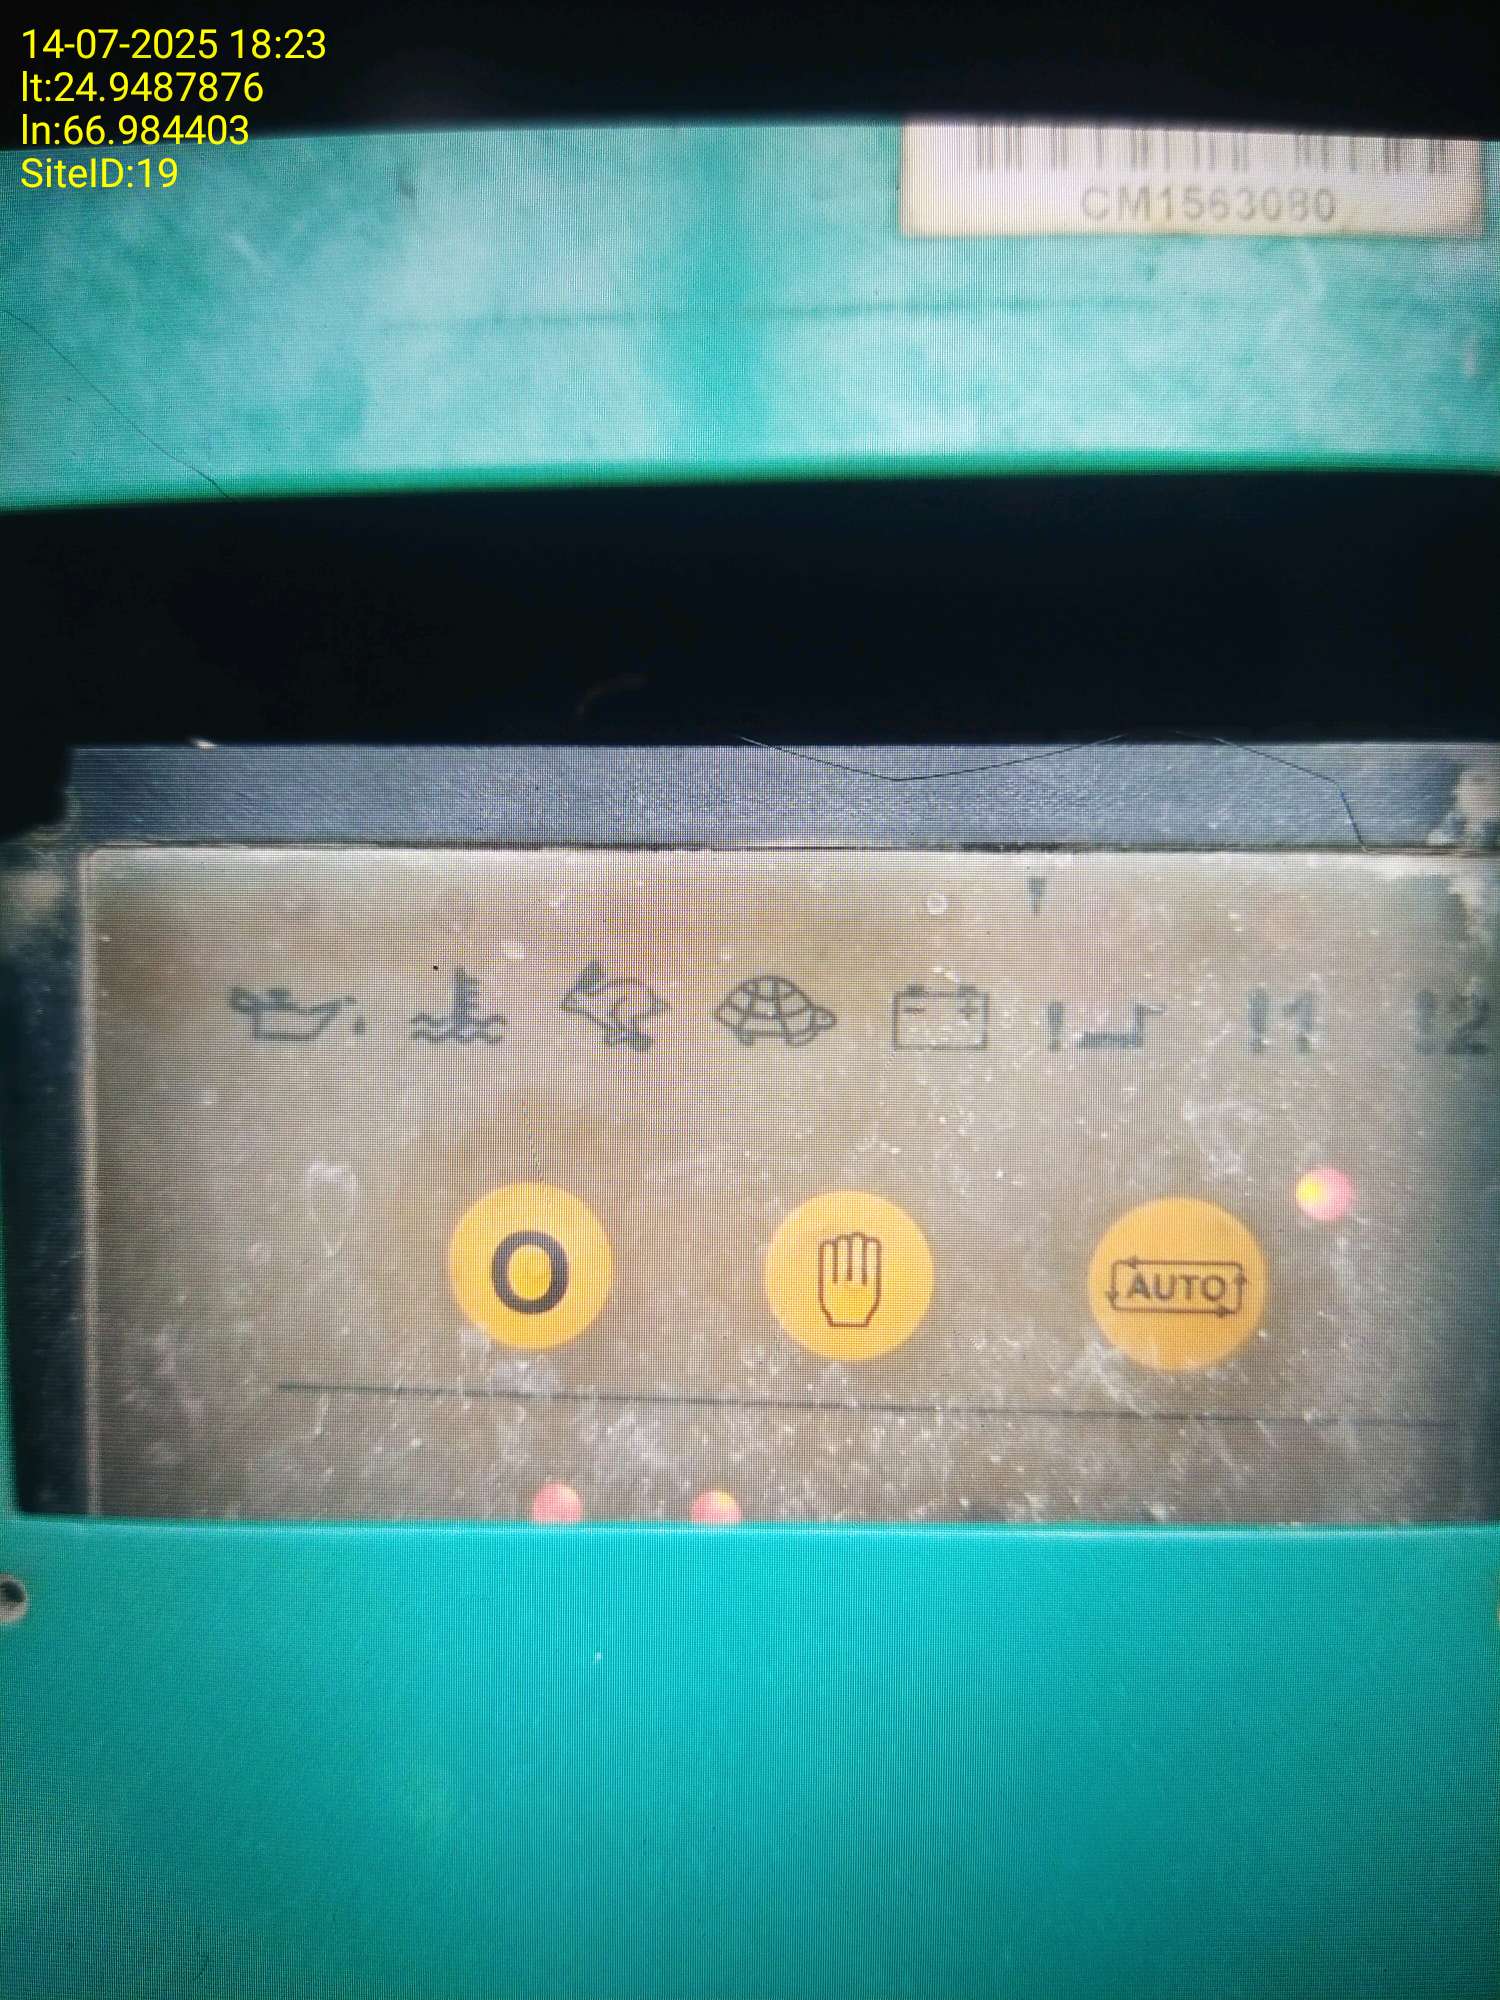 14-07-2025 18:23
lt:24.9487876
ln:66.984403
SiteID:19
CM1563080
!
!1
!2
O
AUTO